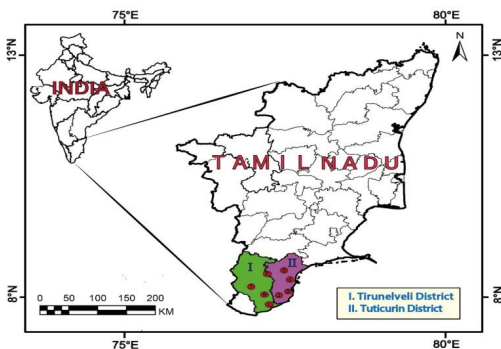 75°E 80°E
13°N 13°N
N
INDIA
TAMIL NADU
I II
8°N 8°N
0 50 100 150 200
KM
I. Tirunelveli District
II. Tuticurin District
75°E 80°E